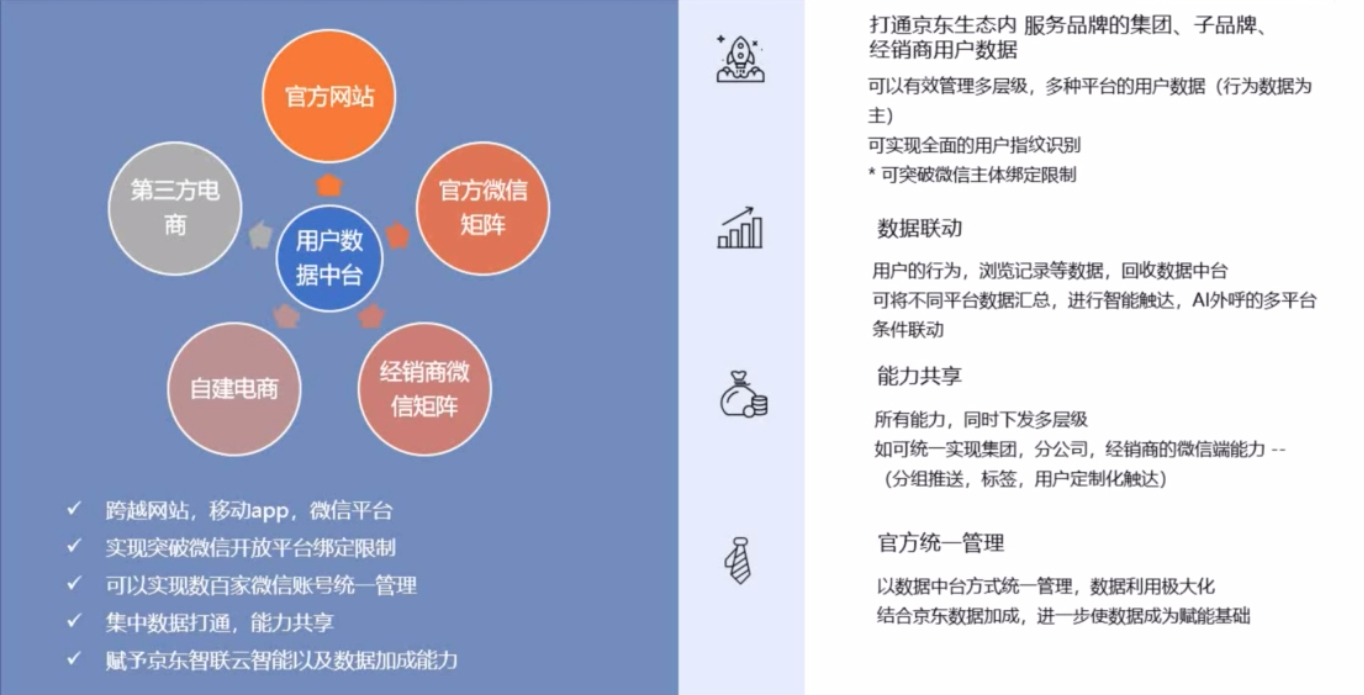 官方网站
第三方电
商
官方微信
矩阵
用户数
据中台
自建电商
经销商微
信矩阵
✓ 跨越网站，移动app，微信平台
✓ 实现突破微信开放平台绑定限制
✓ 可以实现数百家微信账号统一管理
✓ 集中数据打通，能力共享
✓ 赋予京东智联云智能以及数据加成能力
打通京东生态内 服务品牌的集团、子品牌、
经销商用户数据
可以有效管理多层级，多种平台的用户数据（行为数据为
主）
可实现全面的用户指纹识别
* 可突破微信主体绑定限制
数据联动
用户的行为，浏览记录等数据，回收数据中台
可将不同平台数据汇总，进行智能触达，AI外呼的多平台
条件联动
能力共享
所有能力，同时下发多层级
如可统一实现集团，分公司，经销商的微信端能力 --
（分组推送，标签，用户定制化触达）
官方统一管理
以数据中台方式统一管理，数据利用极大化
结合京东数据加成，进一步使数据成为赋能基础